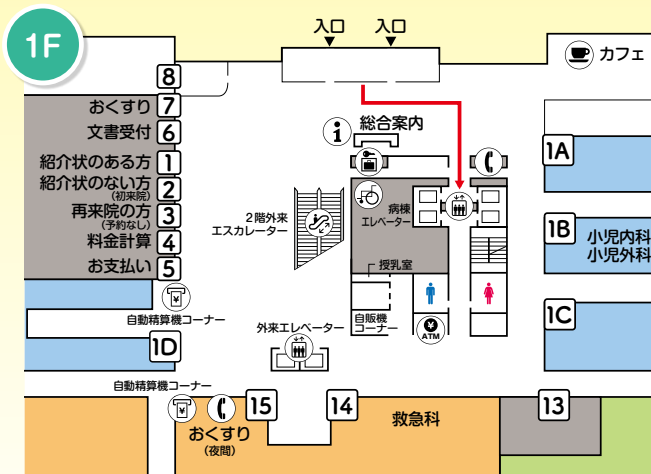 1F
入口 入口
カフェ
8
おくすり 7
文書受付 6
紹介状のある方 1
紹介状のない方 2
(初来院)
再来院の方 3
(予約なし)
料金計算 4
お支払い 5
自動精算機コーナー
1D
総合案内
病棟
エレベーター
2階外来
エスカレーター
授乳室
自販機
コーナー
ATM
外来エレベーター
1A
1B
小児内科
小児外科
1C
自動精算機コーナー
15
14
13
おくすり
(夜間)
救急科